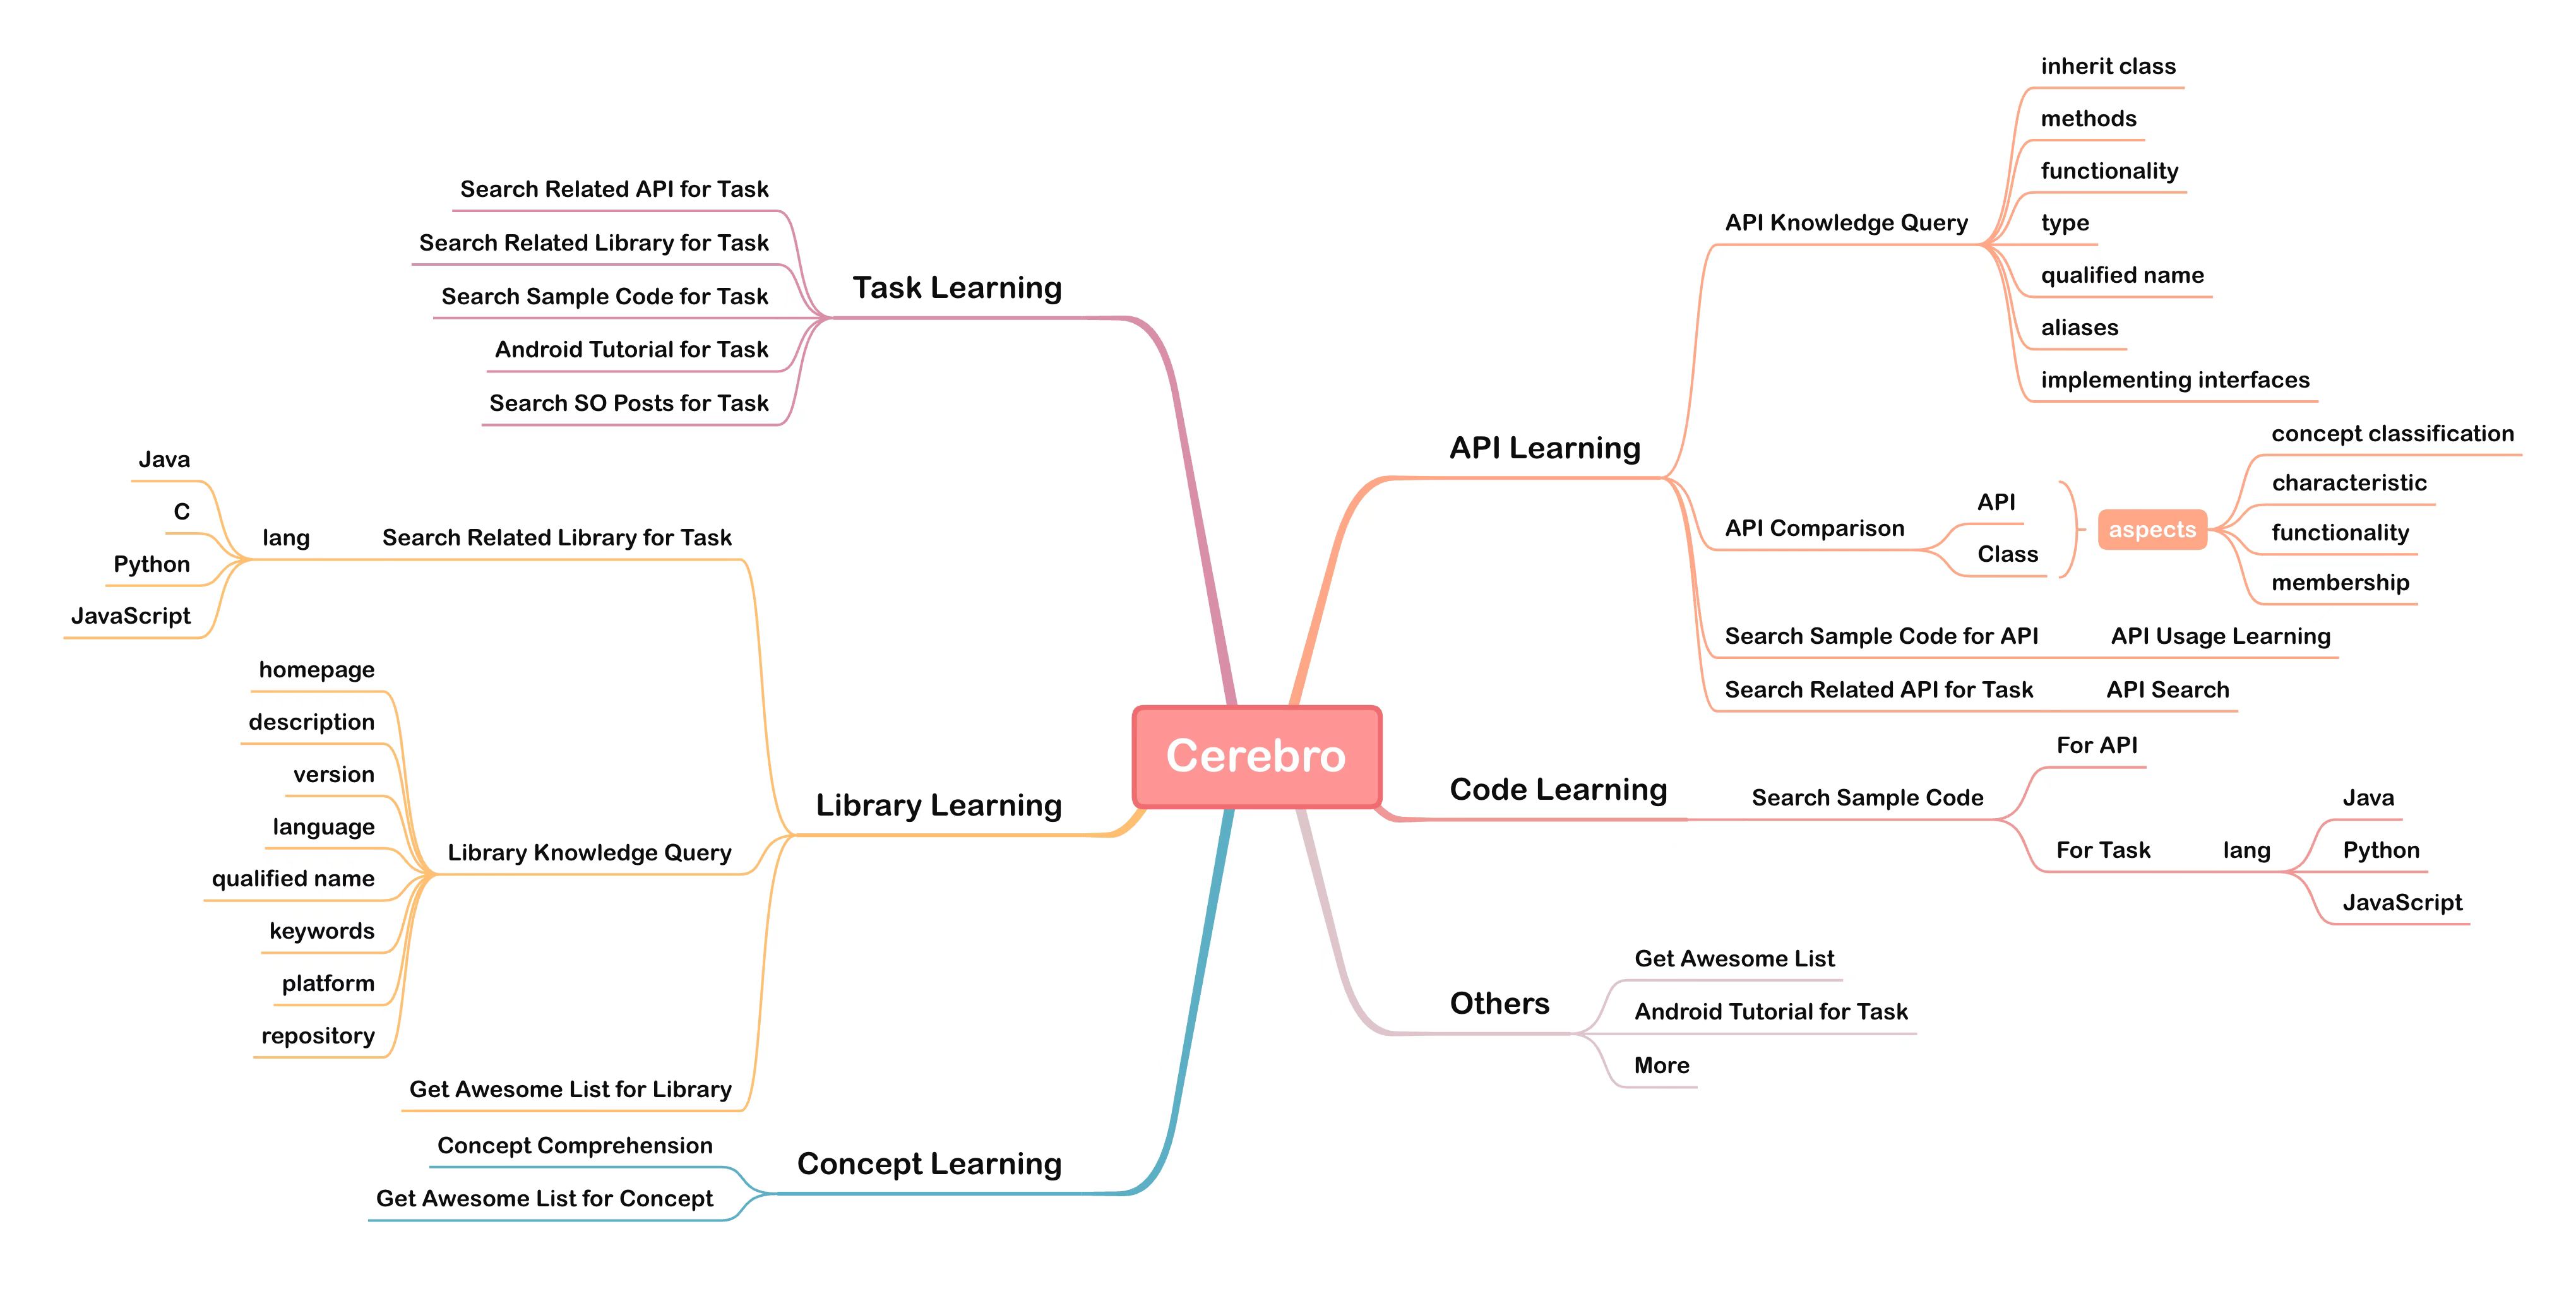 Cerebro
Task Learning
Search Related API for Task
Search Related Library for Task
Search Sample Code for Task
Android Tutorial for Task
Search SO Posts for Task
Library Learning
Search Related Library for Task
lang
Java
C
Python
JavaScript
Library Knowledge Query
homepage
description
version
language
qualified name
keywords
platform
repository
Get Awesome List for Library
Concept Learning
Concept Comprehension
Get Awesome List for Concept
API Learning
API Knowledge Query
inherit class
methods
functionality
type
qualified name
aliases
implementing interfaces
API Comparison
API
Class
aspects
concept classification
characteristic
functionality
membership
Search Sample Code for API
API Usage Learning
Search Related API for Task
API Search
Code Learning
Search Sample Code
For API
For Task
lang
Java
Python
JavaScript
Others
Get Awesome List
Android Tutorial for Task
More